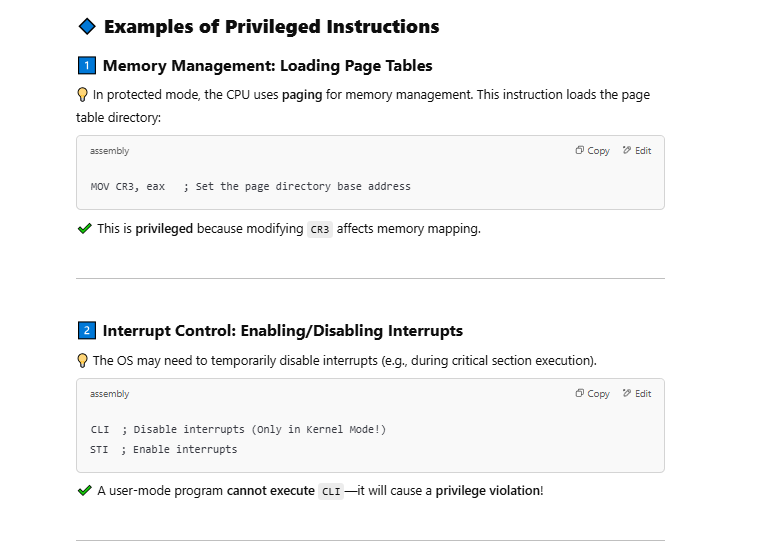 Examples of Privileged Instructions
1 Memory Management: Loading Page Tables
In protected mode, the CPU uses paging for memory management. This instruction loads the page
table directory:
assembly Copy Edit
MOV CR3, eax ; Set the page directory base address
This is privileged because modifying CR3 affects memory mapping.
2 Interrupt Control: Enabling/Disabling Interrupts
The OS may need to temporarily disable interrupts (e.g., during critical section execution).
assembly Copy Edit
CLI ; Disable interrupts (Only in Kernel Mode!)
STI ; Enable interrupts
A user-mode program cannot execute CLI—it will cause a privilege violation!